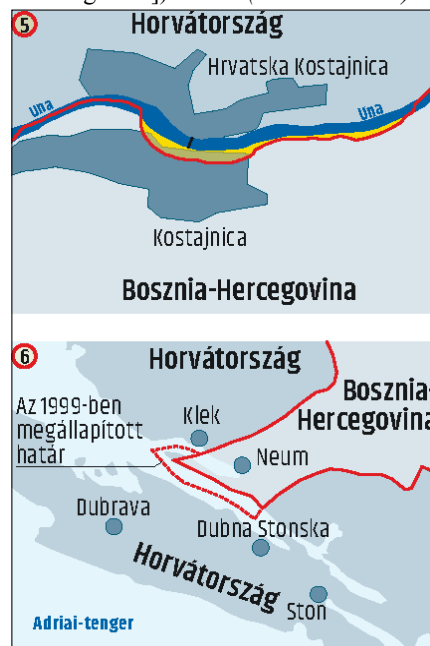 5
Horvátország
Hrvatska Kostajnica
Una
Una
Kostajnica
Bosznia-Hercegovina
6
Horvátország
Bosznia-
Hercegovina
Az 1999-ben
megállapított
határ
Klek
Neum
Dubrava
Dubna Stonska
Horvátország
Ston
Adriai-tenger